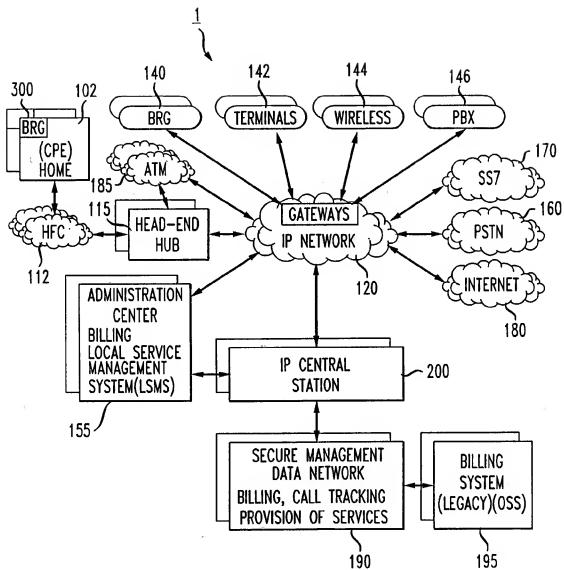 1
140
142
144
146
300
102
BRG
TERMINALS
WIRELESS
PBX
BRG
(CPE)
HOME
ATM
185
170
SS7
115
HEAD-END
HUB
GATEWAYS
IP NETWORK
160
PSTN
HFC
112
120
INTERNET
180
ADMINISTRATION
CENTER
BILLING
LOCAL SERVICE
MANAGEMENT
SYSTEM(LSMS)
155
IP CENTRAL
STATION
200
SECURE MANAGEMENT
DATA NETWORK
BILLING, CALL TRACKING
PROVISION OF SERVICES
190
BILLING
SYSTEM
(LEGACY)(OSS)
195